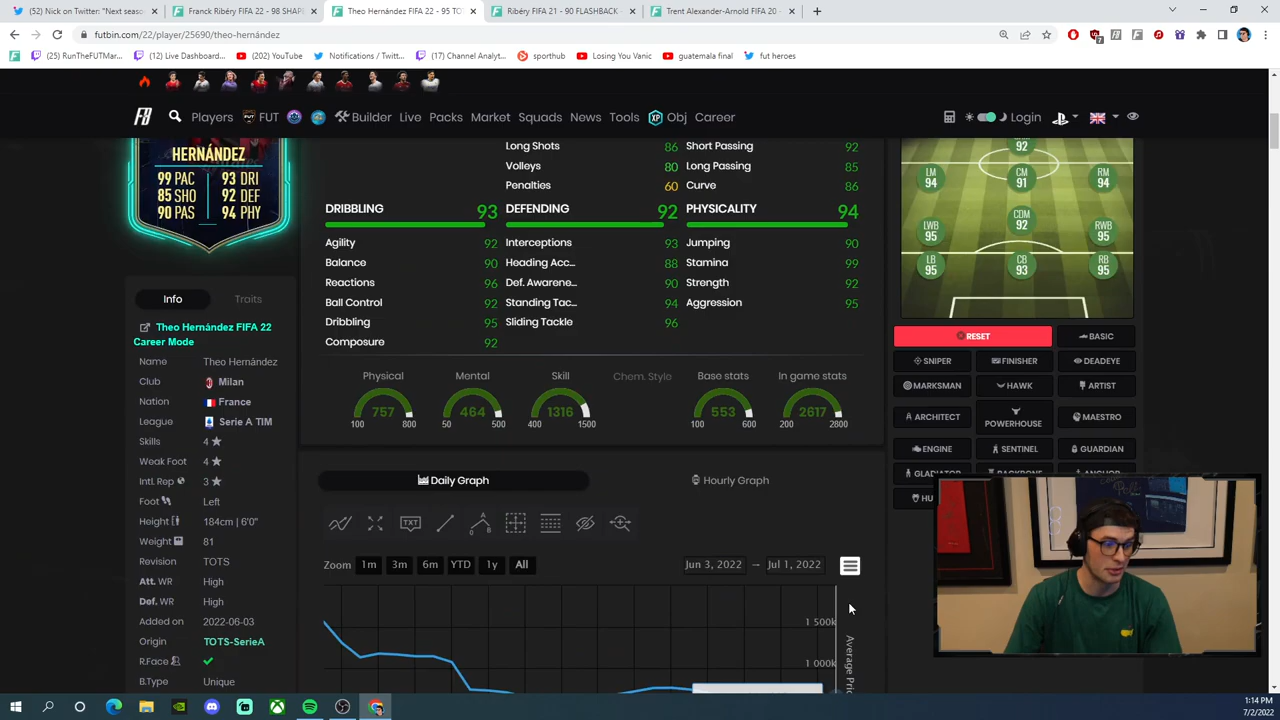 (5) Nick on Twitter: "Next seaso
Franck Ribéry FIFA 22 - 98 SHAPE
Theo Hernández FIFA 22 - 95 TO
Ribéry FIFA 21 - 90 FLASHBACK -
Trent Alexander-Arnold FIFA 20 -
futbin.com/22/player/25690/theo-hernández
(25) RunTheFUTMar...
(12) Live Dashboard...
(202) YouTube
Notifications / Twitt...
(17) Channel Analyt...
sporthub
Losing You Vanic
guatemala final
fut heroes
Players
FUT
Builder
Live
Packs
Market
Squads
News
Tools
Obj
Career
Login
HERNÁNDEZ
99 PAC 93 DRI
85 SHO 92 DEF
90 PAS 94 PHY
Long Shots 86
Short Passing 92
Volleys 80
Long Passing 85
Penalties 60
Curve 86
DRIBBLING 93
DEFENDING 92
PHYSICALITY 94
Agility 92
Interceptions 93
Jumping 90
Balance 90
Heading Acc... 88
Stamina 99
Reactions 96
Def. Awarene... 90
Strength 92
Ball Control 92
Standing Tac... 94
Aggression 95
Dribbling 95
Sliding Tackle 96
Composure 92
Physical
Mental
Skill
Chem. Style
Base stats
In game stats
757
464
1316
553
2617
100 800
50 500
400 1500
100 600
200 2800
92
LM 94
CM 91
RM 94
CDM 92
LWB 95
RWB 95
LB 95
CB 93
RB 95
RESET
BASIC
SNIPER
FINISHER
DEADEYE
MARKSMAN
HAWK
ARTIST
ARCHITECT
POWERHOUSE
MAESTRO
ENGINE
SENTINEL
GUARDIAN
GLADIATOR
BACKBONE
ANCHOR
HU
Info
Traits
Theo Hernández FIFA 22
Career Mode
Name Theo Hernández
Club Milan
Nation France
League Serie A TIM
Skills 4
Weak Foot 4
Intl. Rep 3
Foot Left
Height 184cm | 6'0"
Weight 81
Revision TOTS
Att. WR High
Def. WR High
Added on 2022-06-03
Origin TOTS-SerieA
R.Face
B.Type Unique
Daily Graph
Hourly Graph
TXT
Zoom 1m 3m 6m YTD 1y All
Jun 3, 2022 → Jul 1, 2022
1 500k
1 000k
Average Pri
1:14 PM
7/2/2022